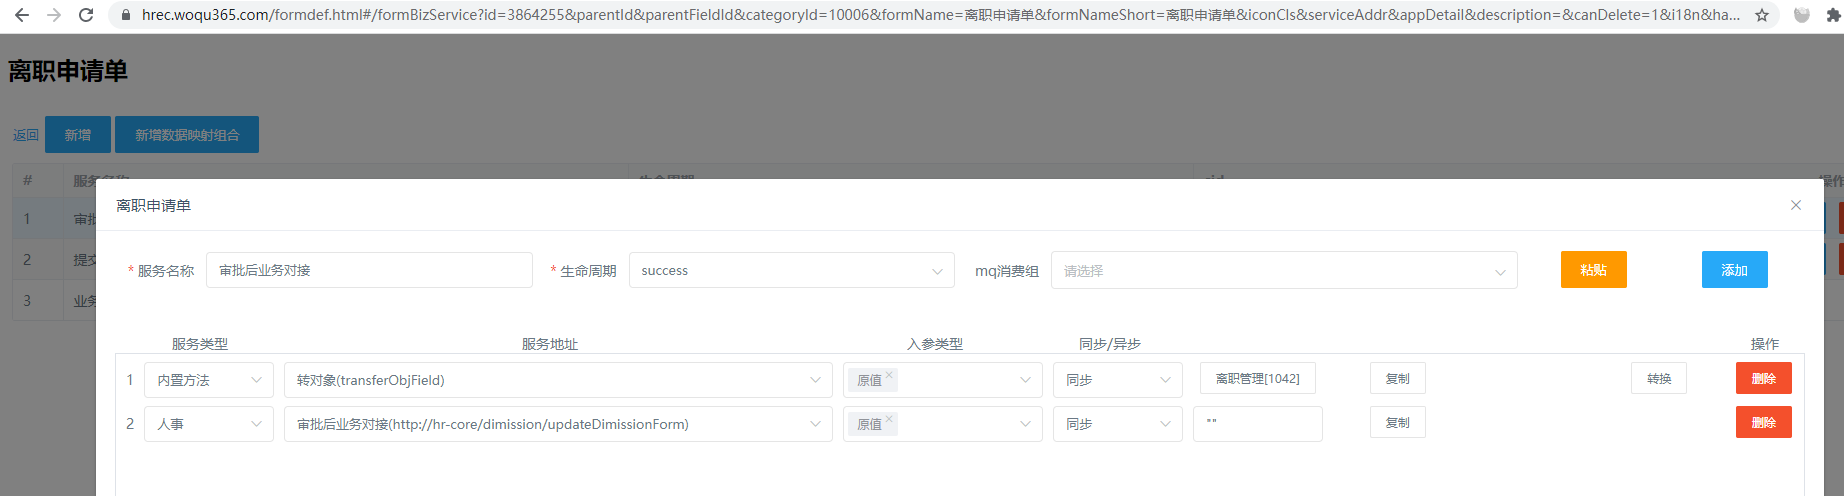 hrec.woqu365.com/formdef.html#/formBizService?id=3864255&parentId&parentFieldId&categoryId=10006&formName=离职申请单&formNameShort=离职申请单&iconCls&serviceAddr&appDetail&description=&canDelete=1&i18n&ha...
离职申请单
返回 新增 新增数据映射组合
# 服务名称 生命周期 操作
1 审批
2 提交
3 业务
离职申请单
* 服务名称 审批后业务对接 * 生命周期 success mq消费组 请选择 粘贴 添加
服务类型 服务地址 入参类型 同步/异步 操作
1 内置方法 转对象(transferObjField) 原值 同步 离职管理[1042] 复制 转换 删除
2 人事 审批后业务对接(http://hr-core/dimission/updateDimissionForm) 原值 同步 "" 复制 删除